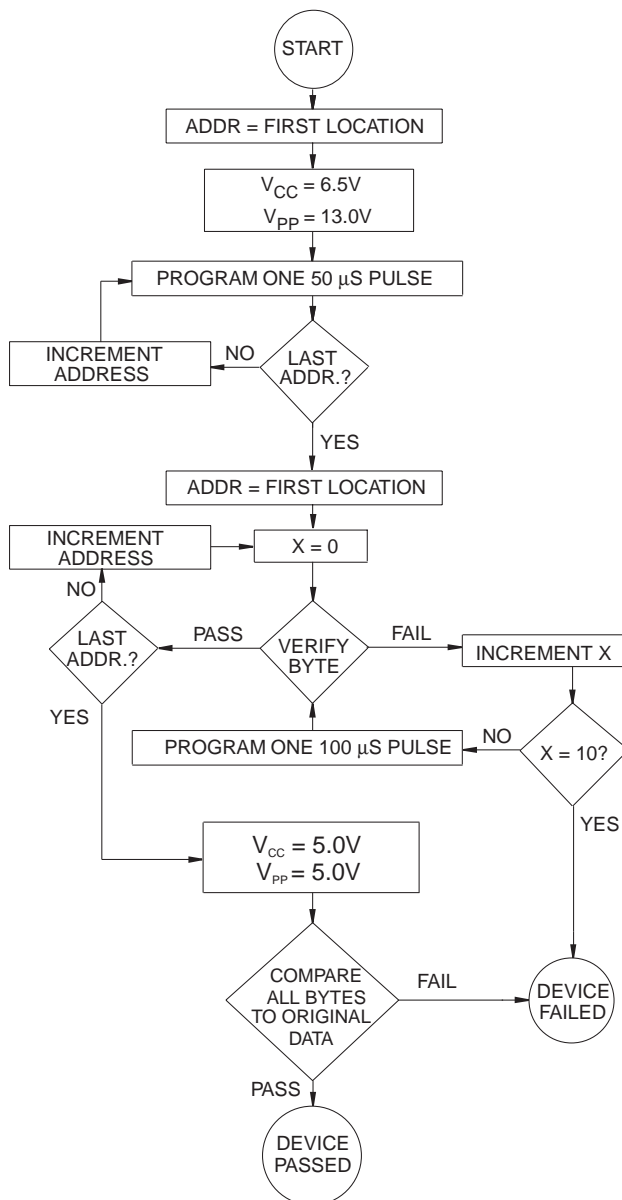 START
ADDR = FIRST LOCATION
VCC = 6.5V
VPP = 13.0V
PROGRAM ONE 50 μS PULSE
INCREMENT
ADDRESS
NO
LAST
ADDR.?
YES
ADDR = FIRST LOCATION
INCREMENT
ADDRESS
X = 0
NO
LAST
ADDR.?
PASS
VERIFY
BYTE
FAIL
INCREMENT X
YES
PROGRAM ONE 100 μS PULSE
NO
X = 10?
YES
VCC = 5.0V
VPP = 5.0V
COMPARE
ALL BYTES
TO ORIGINAL
DATA
FAIL
DEVICE
FAILED
PASS
DEVICE
PASSED